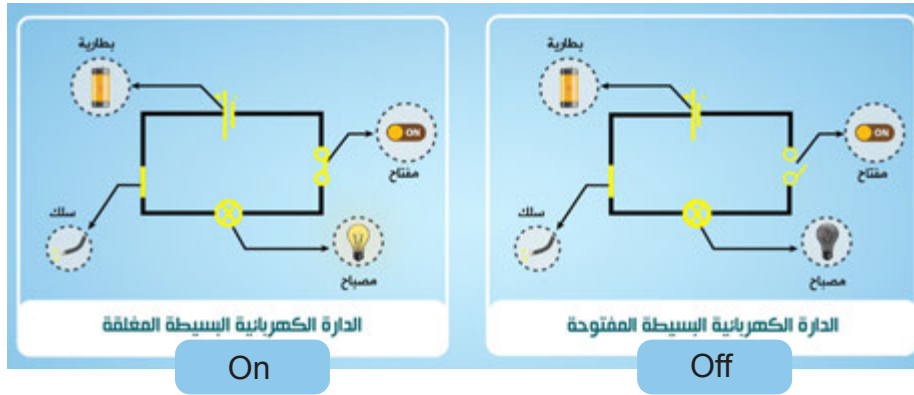 بطارية
ON
مفتاح
سلك
مصباح
الدارة الكهربائية البسيطة المغلقة
On
بطارية
ON
مفتاح
سلك
مصباح
الدارة الكهربائية البسيطة المفتوحة
Off